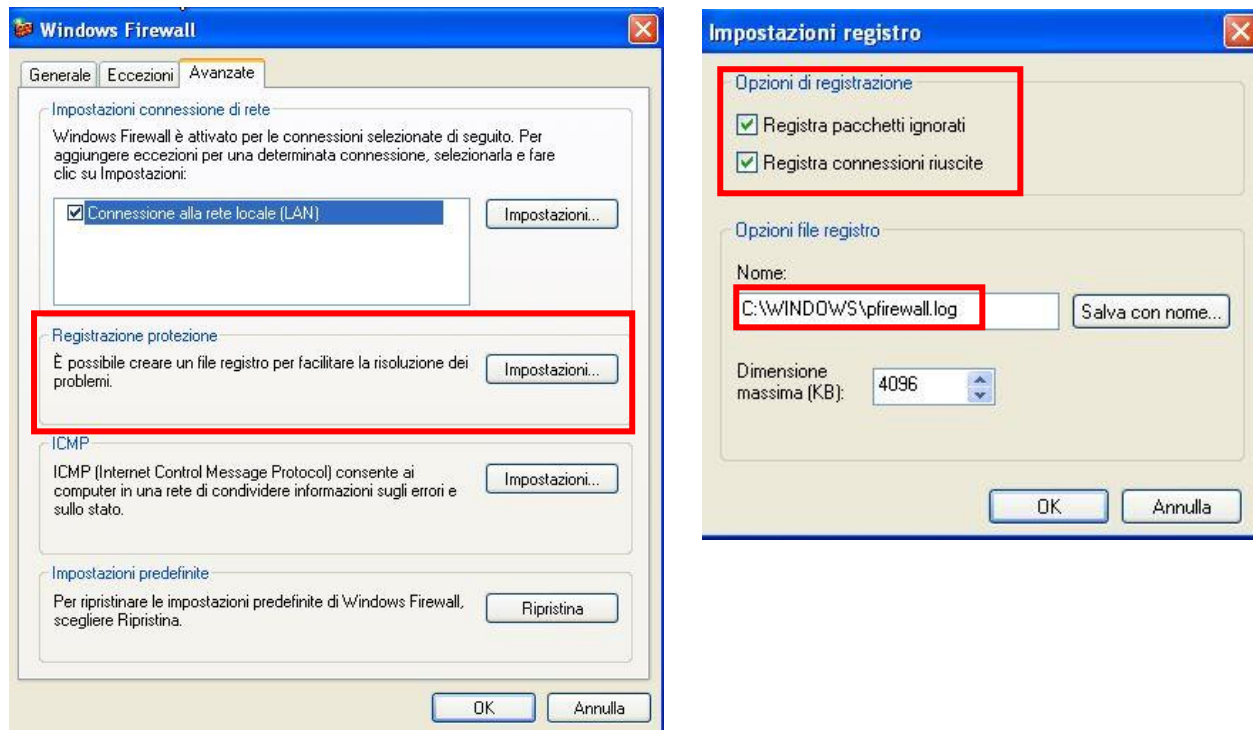 Windows Firewall
Generale
Eccezioni
Avanzate
Impostazioni connessione di rete
Windows Firewall è attivato per le connessioni selezionate di seguito. Per
aggiungere eccezioni per una determinata connessione, selezionarla e fare
clic su Impostazioni:
Connessione alla rete locale (LAN)
Impostazioni...
Registrazione protezione
È possibile creare un file registro per facilitare la risoluzione dei
problemi.
Impostazioni...
ICMP
ICMP (Internet Control Message Protocol) consente ai
computer in una rete di condividere informazioni sugli errori e
sullo stato.
Impostazioni...
Impostazioni predefinite
Per ripristinare le impostazioni predefinite di Windows Firewall,
scegliere Ripristina.
Ripristina
OK
Annulla
Impostazioni registro
Opzioni di registrazione
Registra pacchetti ignorati
Registra connessioni riuscite
Opzioni file registro
Nome:
C:\WINDOWS\pfirewall.log
Salva con nome...
Dimensione
massima (KB):
4096
OK
Annulla